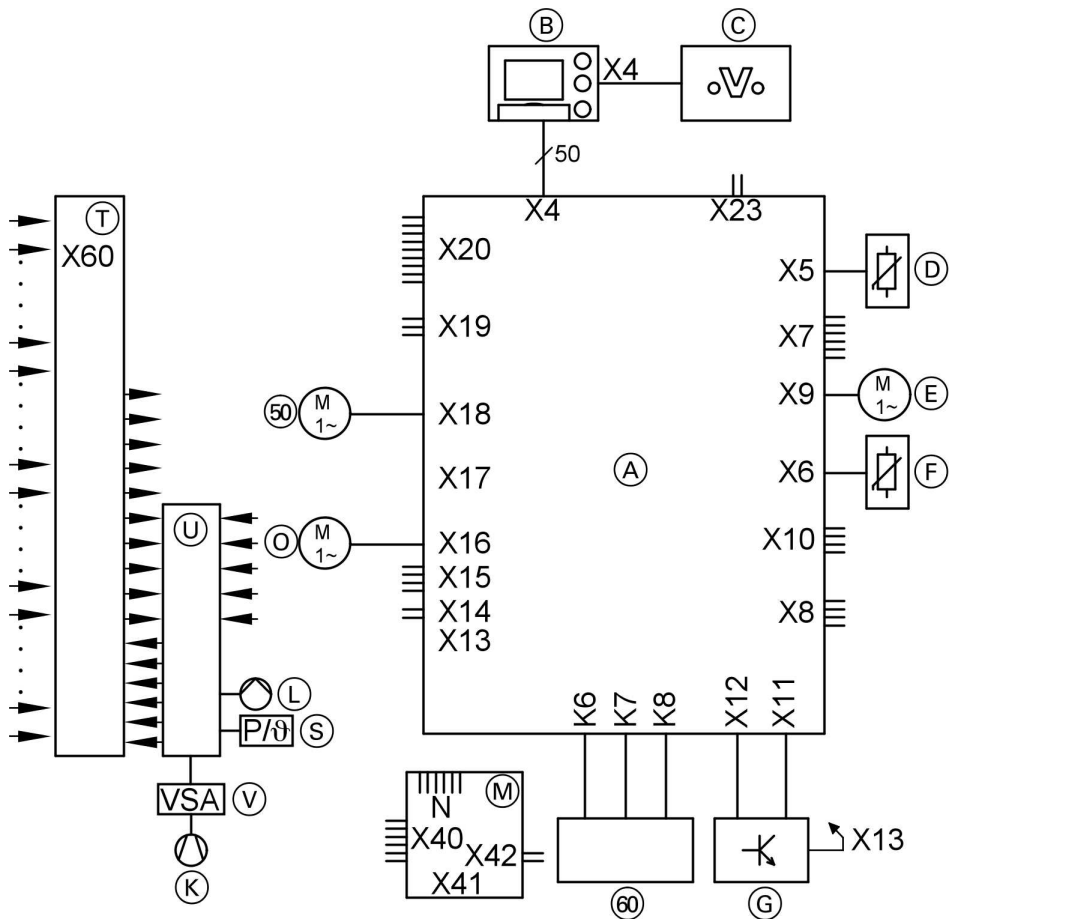 B
C
X4
V
50
X4
X23
T
X60
X20
X5
D
X19
X7
50
M
1~
X18
X9
M
1~
E
A
X17
X6
F
U
O
M
1~
X16
X10
X15
X14
X8
X13
L
P/ϑ
S
K6
K7
K8
X12
X11
VSA
V
K
N
M
X40
X42
X41
60
X13
G